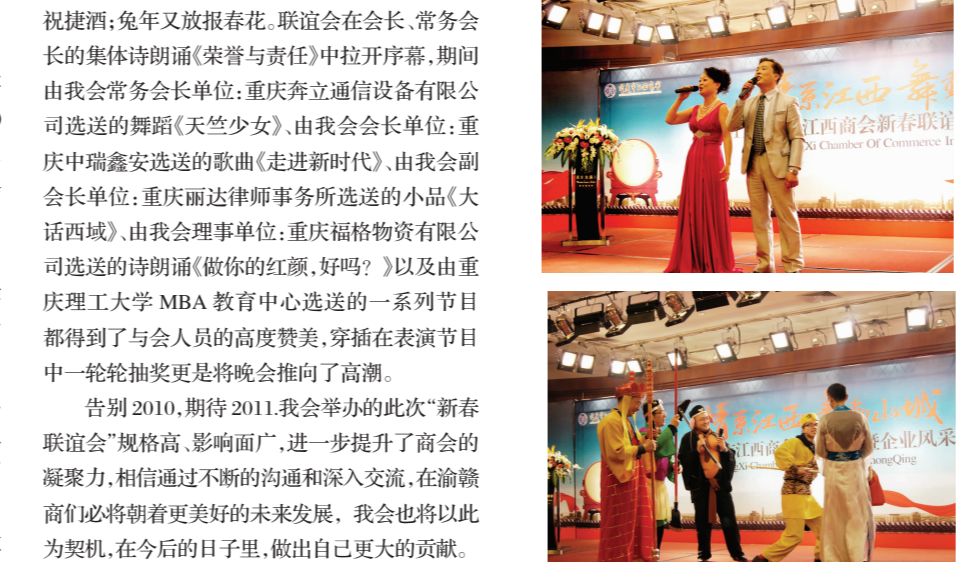 祝捷酒；兔年又放报春花。联谊会在会长、常务会
长的集体诗朗诵《荣誉与责任》中拉开序幕，期间
由我会常务会长单位：重庆奔立通信设备有限公
司选送的舞蹈《天竺少女》、由我会会长单位：重
庆中瑞鑫安选送的歌曲《走进新时代》、由我会副
会长单位：重庆丽达律师事务所选送的小品《大
话西域》、由我会理事单位：重庆福格物资有限公
司选送的诗朗诵《做你的红颜，好吗？》以及由重
庆理工大学 MBA 教育中心选送的一系列节目
都得到了与会人员的高度赞美，穿插在表演节目
中一轮轮抽奖更是将晚会推向了高潮。
告别 2010，期待 2011.我会举办的此次“新春
联谊会”规格高、影响面广，进一步提升了商会的
凝聚力，相信通过不断的沟通和深入交流，在渝赣
商们必将朝着更美好的未来发展，我会也将以此
为契机，在今后的日子里，做出自己更大的贡献。
系江西 舞
江西商会新春联谊
Xi Chamber Of Commerce In
系江西 城
江西商 企业风采
Xi Cham ongQing